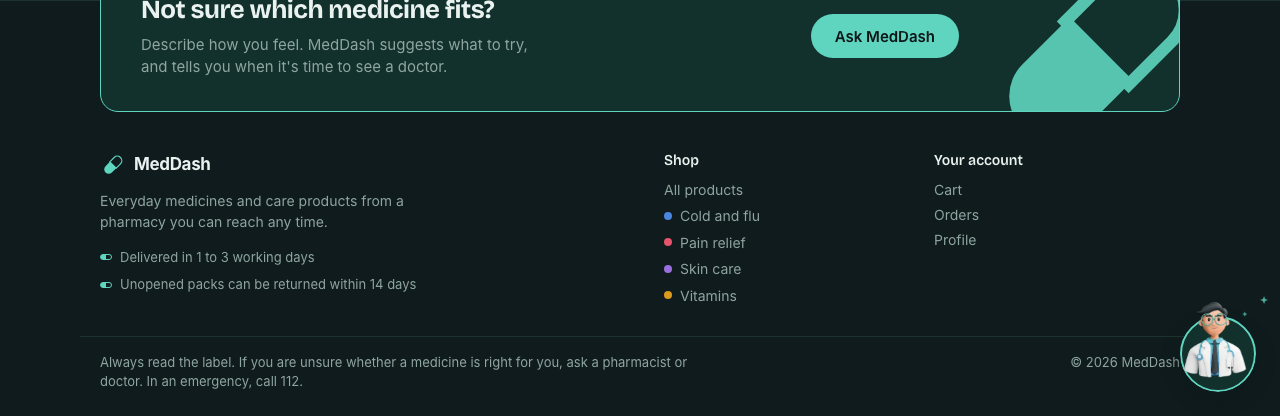 Not sure which medicine fits?
Describe how you feel. MedDash suggests what to try,
and tells you when it's time to see a doctor.
Ask MedDash
MedDash
Everyday medicines and care products from a
pharmacy you can reach any time.
Delivered in 1 to 3 working days
Unopened packs can be returned within 14 days
Shop
All products
Cold and flu
Pain relief
Skin care
Vitamins
Your account
Cart
Orders
Profile
Always read the label. If you are unsure whether a medicine is right for you, ask a pharmacist or
doctor. In an emergency, call 112.
© 2026 MedDash